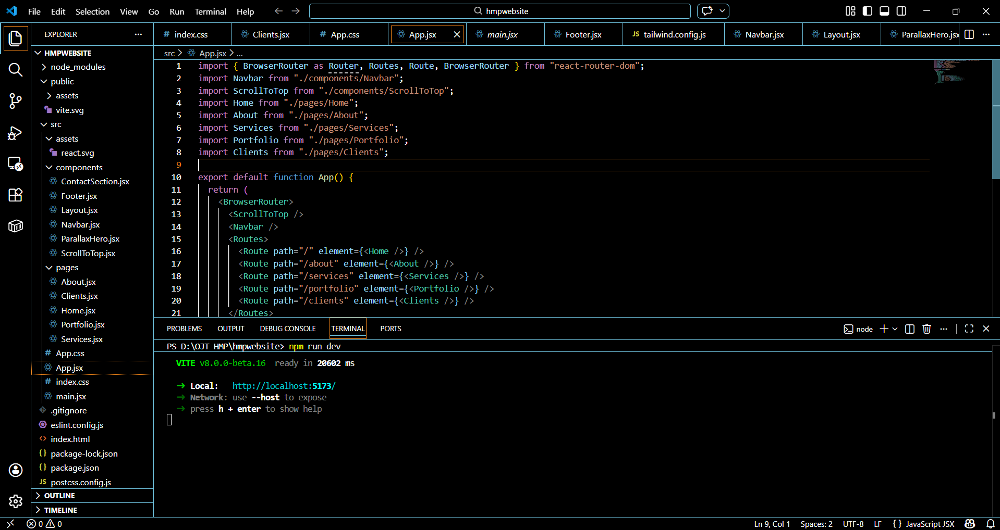 File Edit Selection View Go Run Terminal Help hmpwebsite
EXPLORER
HMPWEBSITE
node_modules
public
assets
vite.svg
src
assets
react.svg
components
ContactSection.jsx
Footer.jsx
Layout.jsx
Navbar.jsx
ParallaxHero.jsx
ScrollToTop.jsx
pages
About.jsx
Clients.jsx
Home.jsx
Portfolio.jsx
Services.jsx
App.css
App.jsx
index.css
main.jsx
.gitignore
eslint.config.js
index.html
package-lock.json
package.json
postcss.config.js
OUTLINE
TIMELINE
index.css Clients.jsx App.css App.jsx main.jsx Footer.jsx JS tailwind.config.js Navbar.jsx Layout.jsx ParallaxHero.jsx
src > App.jsx > ...
1 import { BrowserRouter as Router, Routes, Route, BrowserRouter } from "react-router-dom";
2 import Navbar from "./components/Navbar";
3 import ScrollToTop from "./components/ScrollToTop";
4 import Home from "./pages/Home";
5 import About from "./pages/About";
6 import Services from "./pages/Services";
7 import Portfolio from "./pages/Portfolio";
8 import Clients from "./pages/Clients";
9
10 export default function App() {
11 return (
12 <BrowserRouter>
13 <ScrollToTop />
14 <Navbar />
15 <Routes>
16 <Route path="/" element={<Home />} />
17 <Route path="/about" element={<About />} />
18 <Route path="/services" element={<Services />} />
19 <Route path="/portfolio" element={<Portfolio />} />
20 <Route path="/clients" element={<Clients />} />
21 </Routes>
PROBLEMS OUTPUT DEBUG CONSOLE TERMINAL PORTS node
PS D:\OJT HMP\hmpwebsite> npm run dev
VITE v8.0.0-beta.16 ready in 20602 ms
➜ Local: http://localhost:5173/
➜ Network: use --host to expose
➜ press h + enter to show help
0 0 Ln 9, Col 1 Spaces: 2 UTF-8 LF {} JavaScript JSX